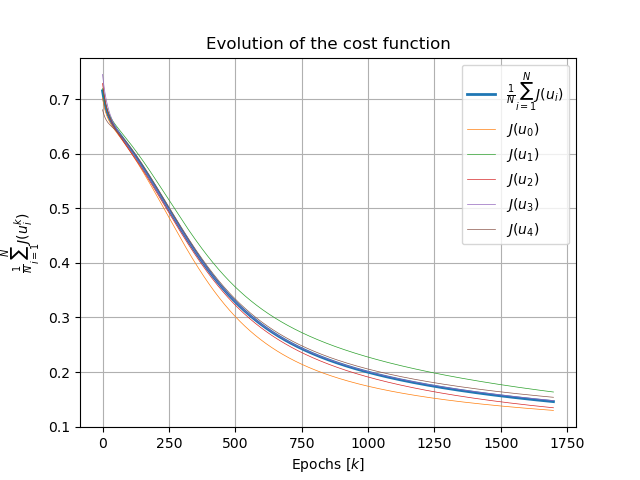 Evolution of the cost function
0.7
0.6
0.5
0.4
0.3
0.2
0.1
0 250 500 750 1000 1250 1500 1750
Epochs [k]
1/N ∑_{i=1}^{N} J(u_i^k)
1/N ∑_{i=1}^{N} J(u_i)
J(u_0)
J(u_1)
J(u_2)
J(u_3)
J(u_4)